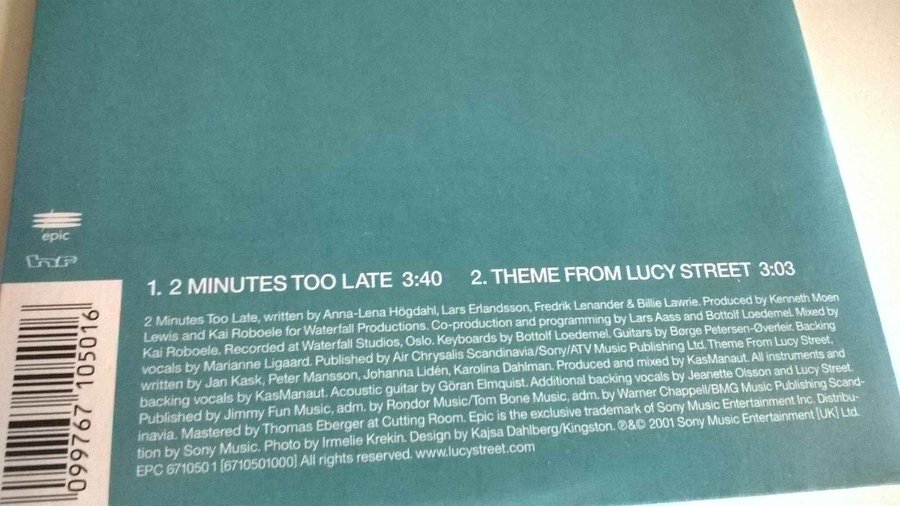 epic
1. 2 MINUTES TOO LATE 3:40 2. THEME FROM LUCY STREET 3:03
2 Minutes Too Late, written by Anna-Lena Högdahl, Lars Erlandsson, Fredrik Lenander & Billie Lawrie. Produced by Kenneth Moen
Lewis and Kai Roboele for Waterfall Productions. Co-production and programming by Lars Aass and Bottolf Loedemel. Mixed by
Kai Roboele. Recorded at Waterfall Studios, Oslo. Keyboards by Bottolf Loedemel. Guitars by Børge Petersen-Øverleir. Backing
vocals by Marianne Ligaard. Published by Air Chrysalis Scandinavia/Sony/ATV Music Publishing Ltd. Theme From Lucy Street,
written by Jan Kask, Peter Mansson, Johanna Lidén, Karolina Dahlman. Produced and mixed by KasManaut. All instruments and
backing vocals by KasManaut. Acoustic guitar by Göran Elmquist. Additional backing vocals by Jeanette Olsson and Lucy Street.
Published by Jimmy Fun Music, adm. by Rondor Music/Tom Bone Music, adm. by Warner Chappell/BMG Music Publishing Scand-
inavia. Mastered by Thomas Eberger at Cutting Room. Epic is the exclusive trademark of Sony Music Entertainment Inc. Distribu-
tion by Sony Music. Photo by Irmelie Krekin. Design by Kajsa Dahlberg/Kingston. ℗&© 2001 Sony Music Entertainment [UK] Ltd.
EPC 671050 1 [6710501000] All rights reserved. www.lucystreet.com
099767 105016